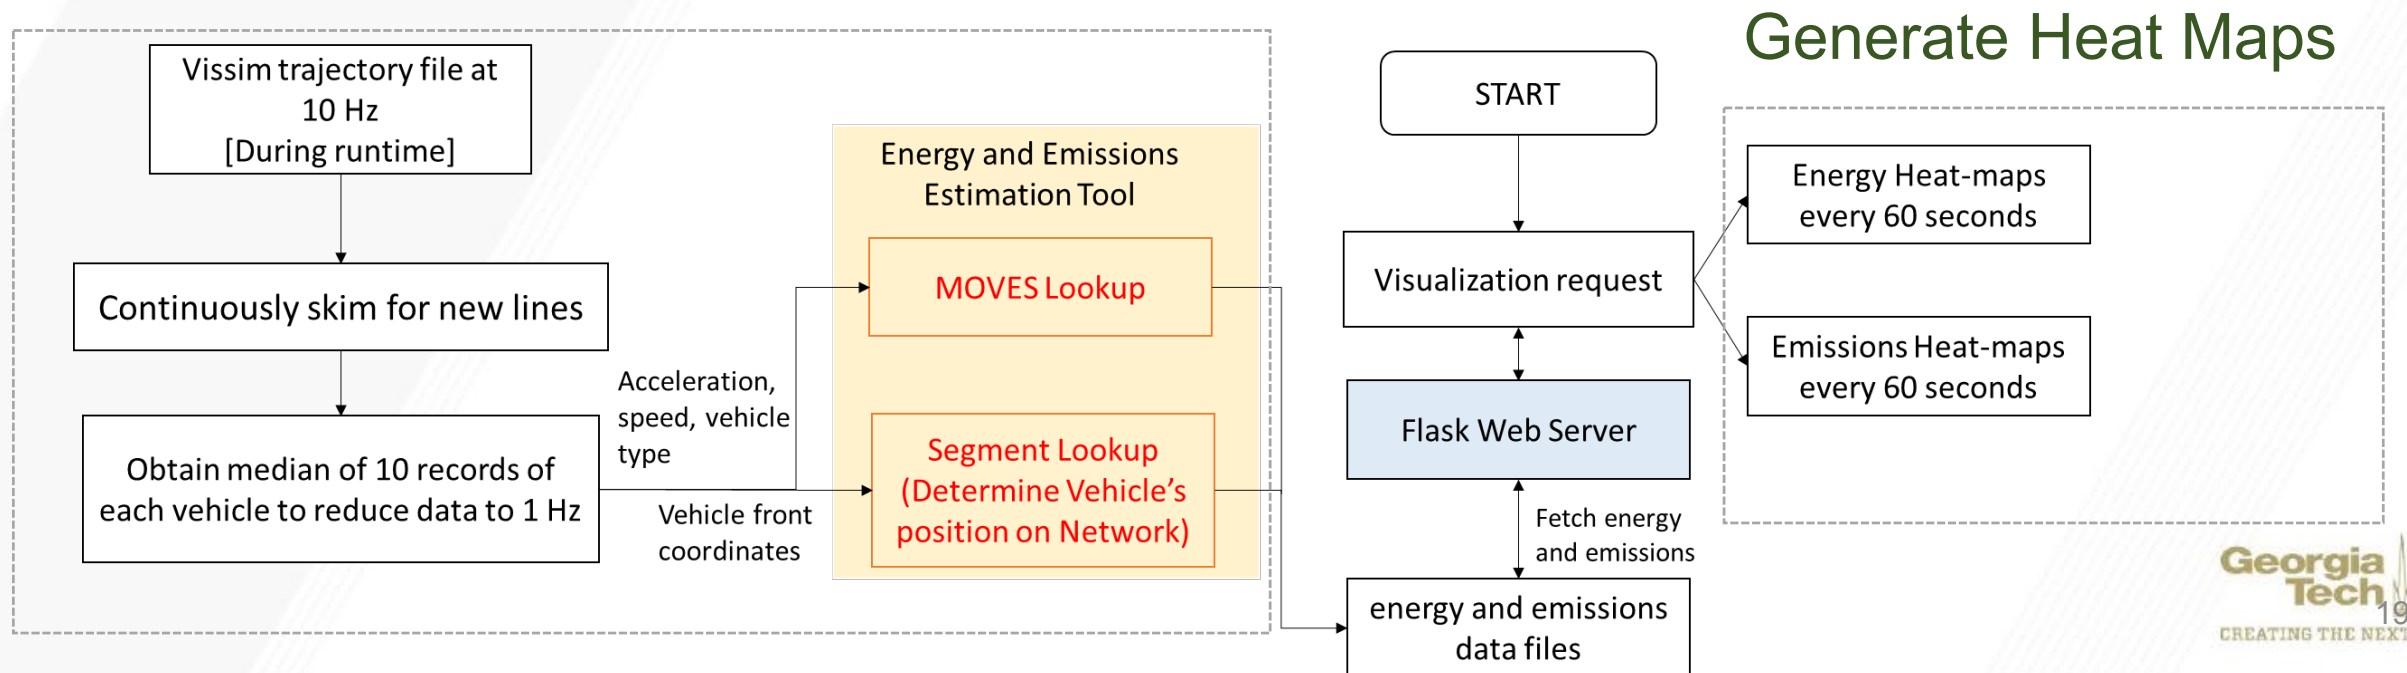 Generate Heat Maps
Vissim trajectory file at
10 Hz
[During runtime]
Continuously skim for new lines
Obtain median of 10 records of
each vehicle to reduce data to 1 Hz
Acceleration,
speed, vehicle
type
Vehicle front
coordinates
Energy and Emissions
Estimation Tool
MOVES Lookup
Segment Lookup
(Determine Vehicle's
position on Network)
START
Visualization request
Flask Web Server
Fetch energy
and emissions
energy and emissions
data files
Energy Heat-maps
every 60 seconds
Emissions Heat-maps
every 60 seconds
Georgia
Tech
19
CREATING THE NEXT